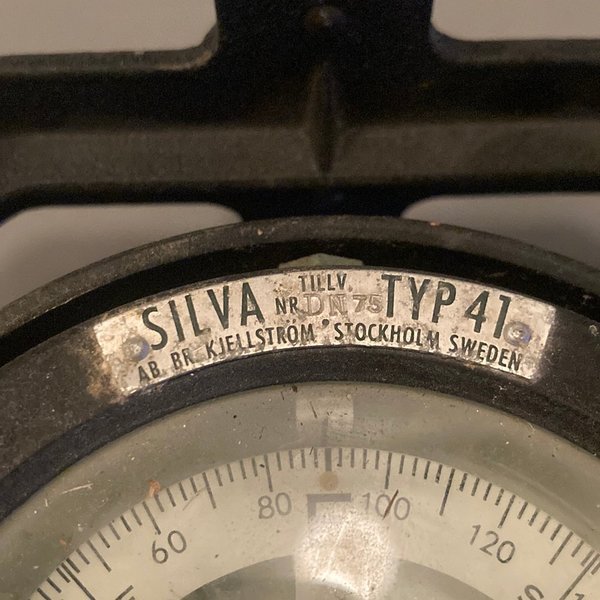 TILLV.
SILVA NR DN 75 TYP 41
AB. BR. KJELLSTRÖM * STOCKHOLM SWEDEN
60 80 100 120
E